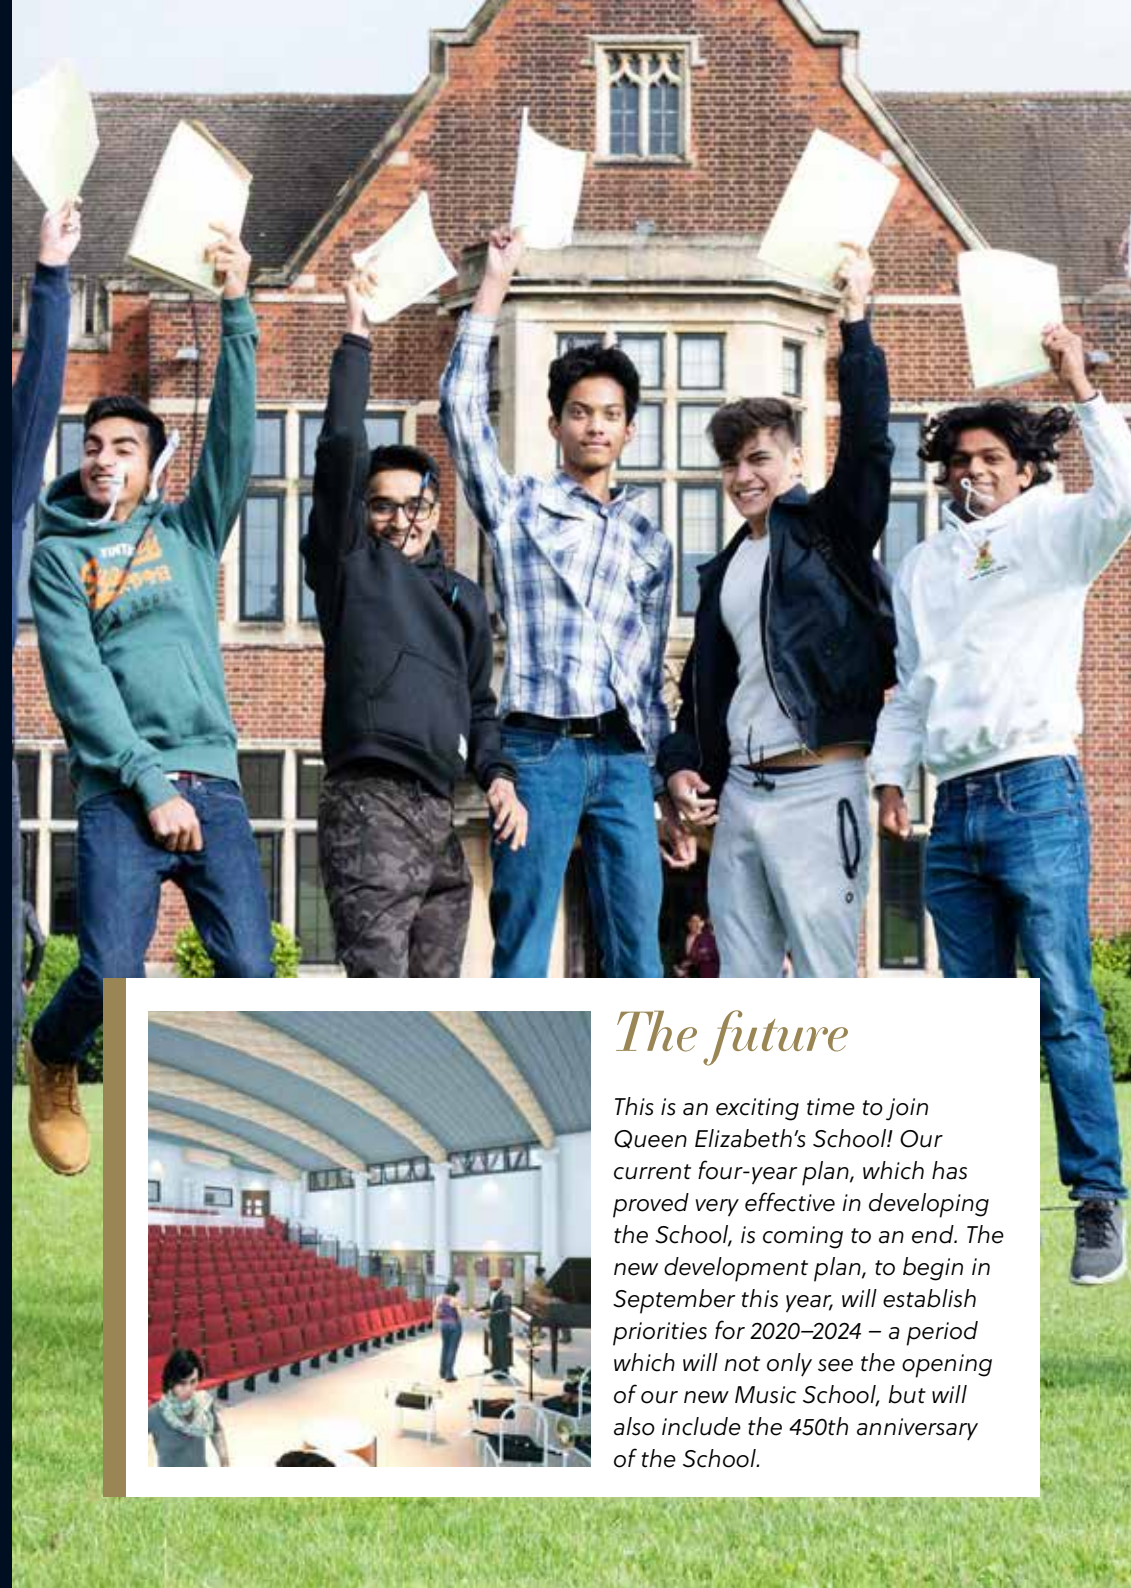 The future
This is an exciting time to join
Queen Elizabeth's School! Our
current four-year plan, which has
proved very effective in developing
the School, is coming to an end. The
new development plan, to begin in
September this year, will establish
priorities for 2020–2024 – a period
which will not only see the opening
of our new Music School, but will
also include the 450th anniversary
of the School.